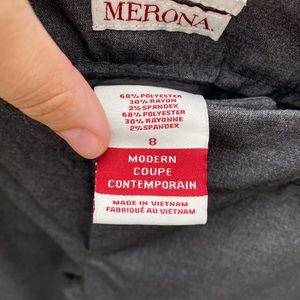 MERONA.
68% POLYESTER
30% RAYON
2% SPANDEX
68% POLYESTER
30% RAYONNE
2% SPANDEX
8
MODERN
COUPE
CONTEMPORAIN
MADE IN VIETNAM
FABRIQUÉ AU VIETNAM